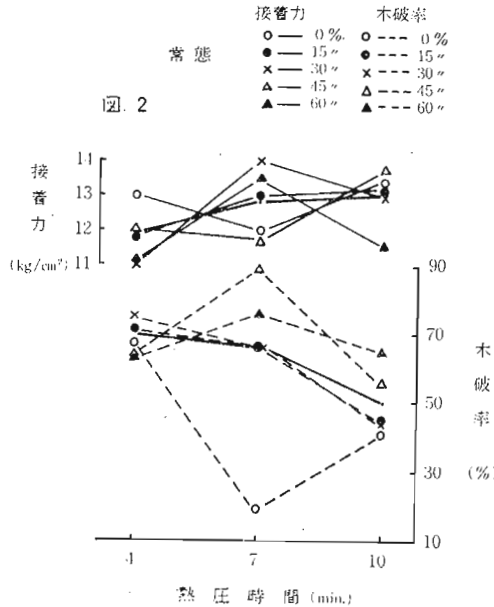 接着力 木破率
常態
○— 0%. ○--- 0%
●— 15〃 ●--- 15〃
×— 30〃 ×--- 30〃
△— 45〃 △--- 45〃
▲— 60〃 ▲--- 60〃
図. 2
接着力
(kg/cm²)
14
13
12
11
90
70
50
30
10
木破率
(%)
4 7 10
熱圧時間 (min.)